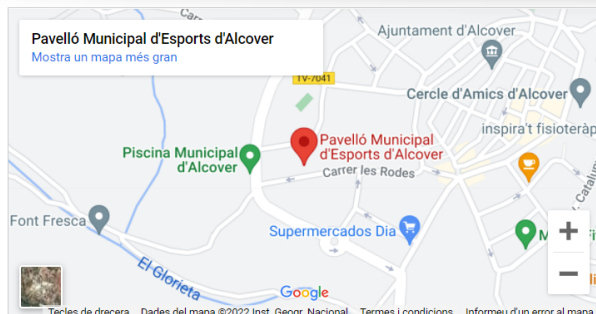 Pavelló Municipal d'Esports d'Alcover
Mostra un mapa més gran
Ajuntament d'Alcover
TV-7041
Cercle d'Amics d'Alcover
inspira't fisioteràp
Pavelló Municipal
d'Esports d'Alcover
Piscina Municipal
d'Alcover
Carrer les Rodes
Font Fresca
Supermercados Dia
El Glorieta
Google
Tecles de drecera
Dades del mapa ©2022 Inst. Geogr. Nacional
Termes i condicions
Informeu d'un error al mapa